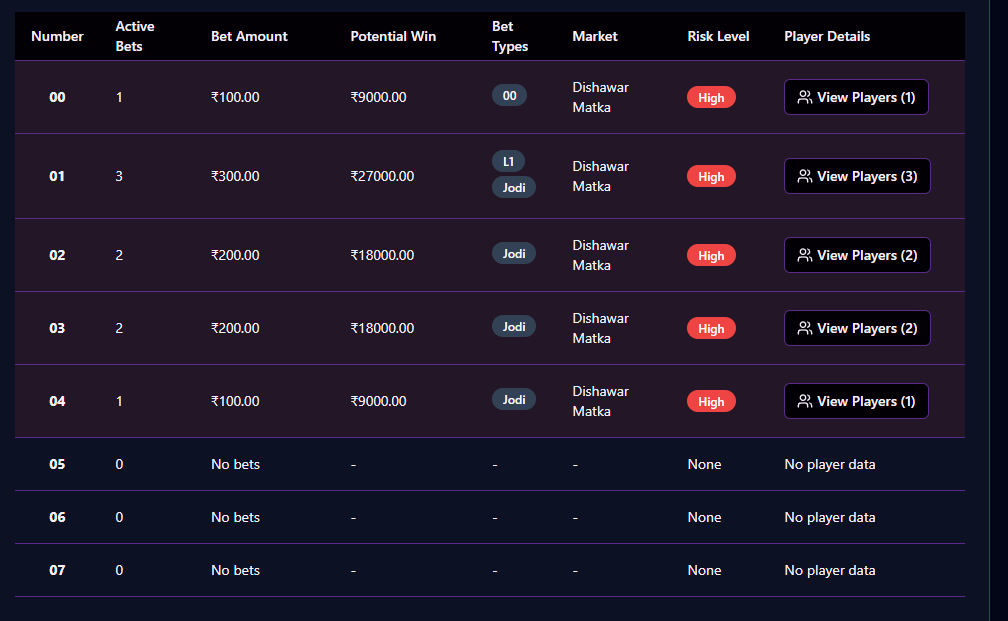 Number Active Bets Bet Amount Potential Win Bet Types Market Risk Level Player Details
00 1 ₹100.00 ₹9000.00 00 Dishawar Matka High View Players (1)
01 3 ₹300.00 ₹27000.00 L1 Jodi Dishawar Matka High View Players (3)
02 2 ₹200.00 ₹18000.00 Jodi Dishawar Matka High View Players (2)
03 2 ₹200.00 ₹18000.00 Jodi Dishawar Matka High View Players (2)
04 1 ₹100.00 ₹9000.00 Jodi Dishawar Matka High View Players (1)
05 0 No bets - - - None No player data
06 0 No bets - - - None No player data
07 0 No bets - - - None No player data